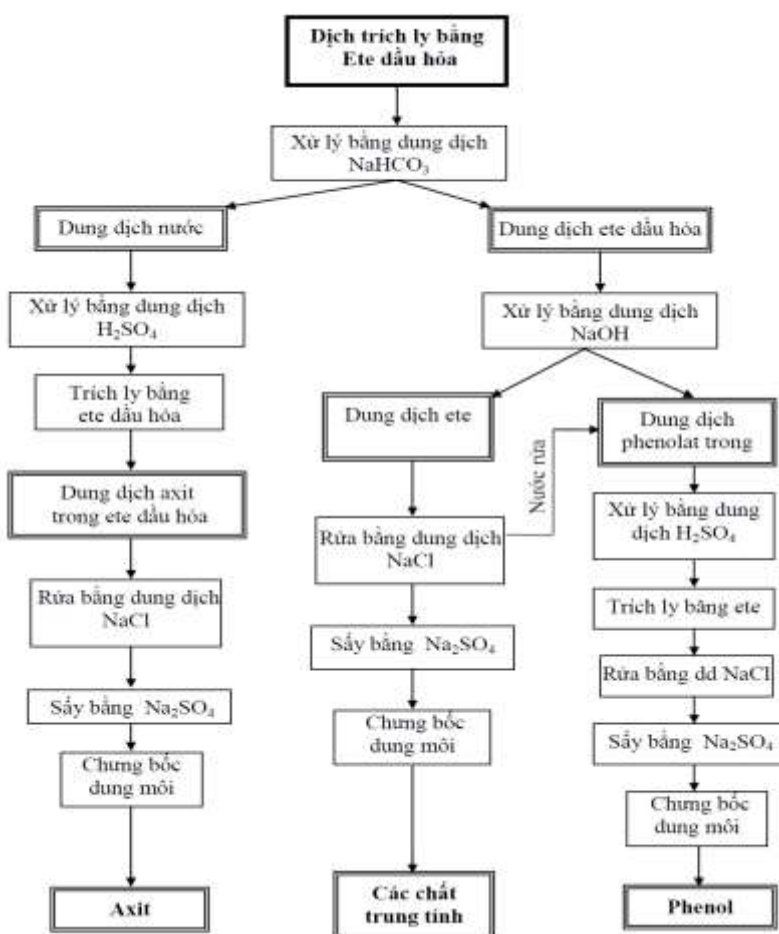 Dịch trích ly bằng
Ete dầu hỏa
Xử lý bằng dung dịch
NaHCO₃
Dung dịch nước
Dung dịch ete dầu hỏa
Xử lý bằng dung dịch
H₂SO₄
Xử lý bằng dung dịch
NaOH
Trích ly bằng
ete dầu hỏa
Dung dịch ete
Dung dịch
phenolat trong
Nước rửa
Dung dịch axit
trong ete dầu hỏa
Xử lý bằng dung
dịch H₂SO₄
Rửa bằng dung dịch
NaCl
Rửa bằng dung dịch
NaCl
Trích ly băng ete
Sấy bằng Na₂SO₄
Rửa bằng dd NaCl
Sấy bằng Na₂SO₄
Chưng bốc
dung môi
Sấy bằng Na₂SO₄
Chưng bốc
dung môi
Chưng bốc
dung môi
Axit
Các chất
trung tính
Phenol